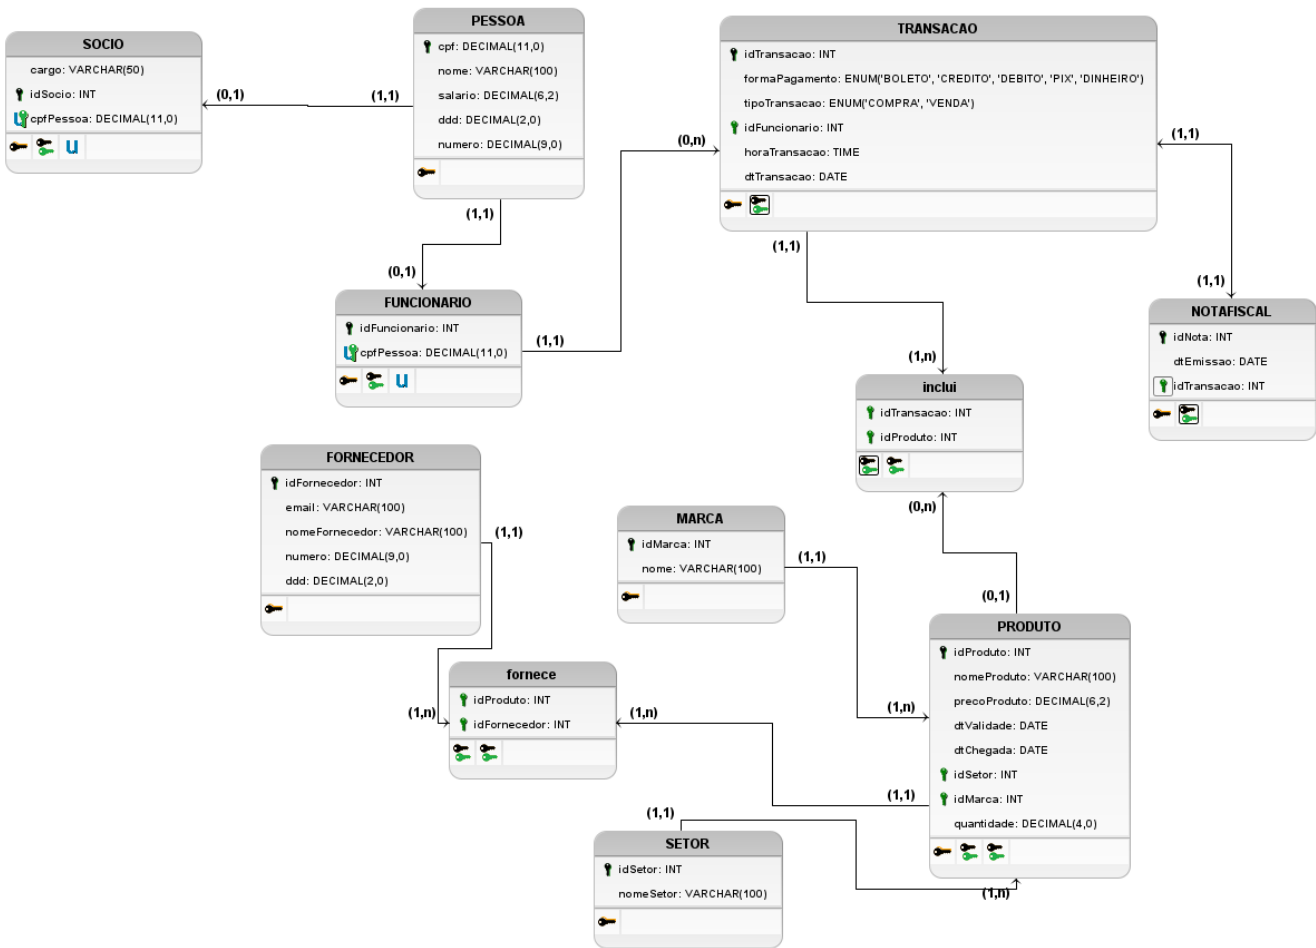 SOCIO
cargo: VARCHAR(50)
idSocio: INT
cpfPessoa: DECIMAL(11,0)
u
(0,1)
(1,1)
PESSOA
cpf: DECIMAL(11,0)
nome: VARCHAR(100)
salario: DECIMAL(6,2)
ddd: DECIMAL(2,0)
numero: DECIMAL(9,0)
(1,1)
(0,1)
TRANSACAO
idTransacao: INT
formaPagamento: ENUM('BOLETO', 'CREDITO', 'DEBITO', 'PIX', 'DINHEIRO')
tipoTransacao: ENUM('COMPRA', 'VENDA')
idFuncionario: INT
horaTransacao: TIME
dtTransacao: DATE
(0,n)
(1,1)
(1,1)
(1,1)
FUNCIONARIO
idFuncionario: INT
cpfPessoa: DECIMAL(11,0)
u
(1,1)
NOTAFISCAL
idNota: INT
dtEmissao: DATE
idTransacao: INT
(1,n)
inclui
idTransacao: INT
idProduto: INT
(0,n)
FORNECEDOR
idFornecedor: INT
email: VARCHAR(100)
nomeFornecedor: VARCHAR(100)
numero: DECIMAL(9,0)
ddd: DECIMAL(2,0)
(1,1)
MARCA
idMarca: INT
nome: VARCHAR(100)
(1,1)
(0,1)
PRODUTO
idProduto: INT
nomeProduto: VARCHAR(100)
precoProduto: DECIMAL(6,2)
dtValidade: DATE
dtChegada: DATE
idSetor: INT
idMarca: INT
quantidade: DECIMAL(4,0)
(1,n)
fornece
idProduto: INT
idFornecedor: INT
(1,n)
(1,n)
(1,1)
(1,1)
SETOR
idSetor: INT
nomeSetor: VARCHAR(100)
(1,n)